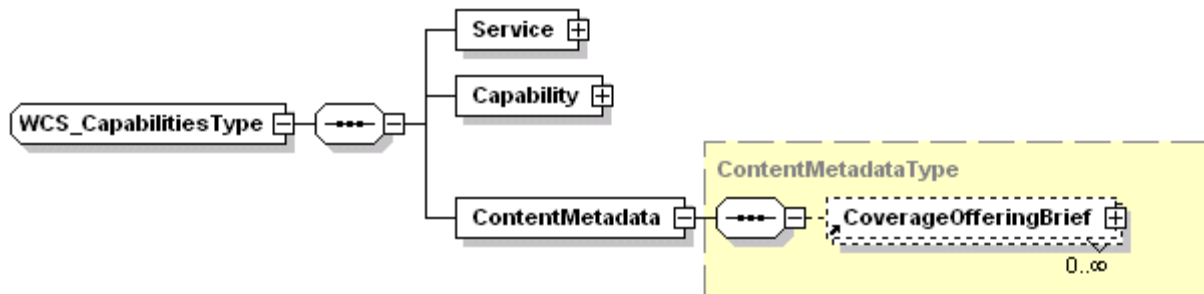 Service
Capability
WCS_CapabilitiesType
ContentMetadataType
ContentMetadata
CoverageOfferingBrief
0..∞